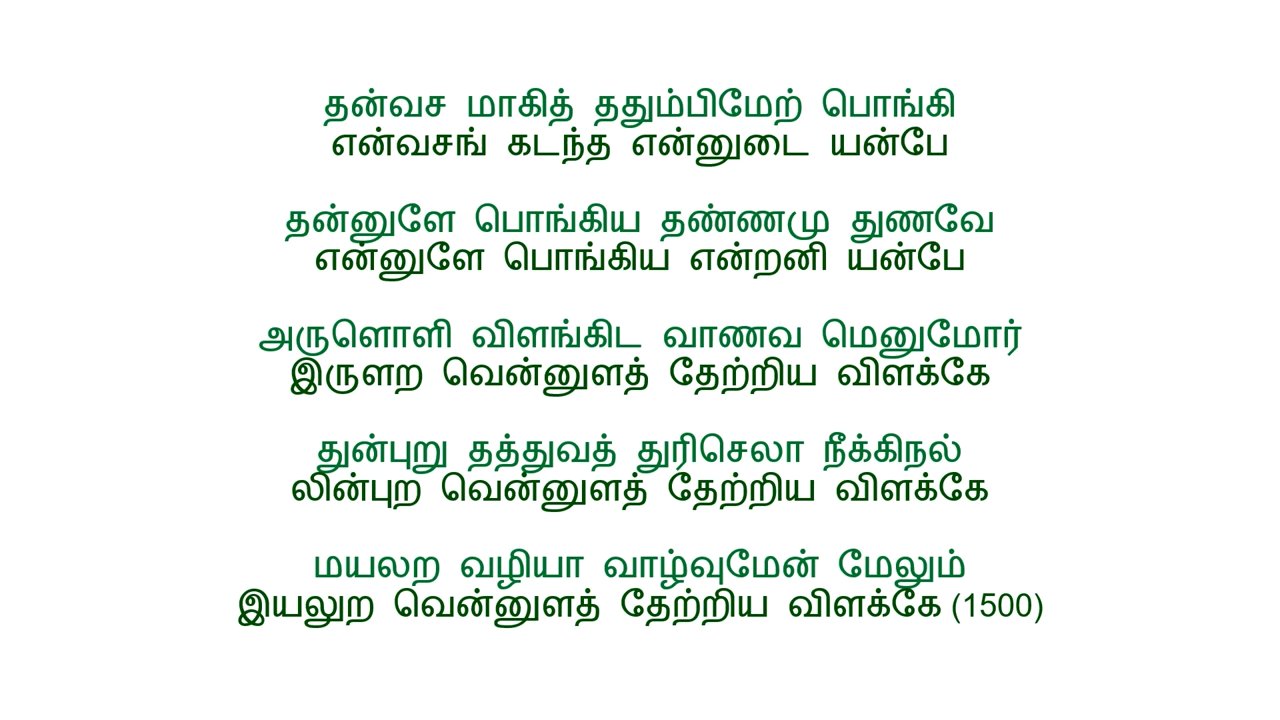 தன்வச மாகித் ததும்பிமேற் பொங்கி
என்வசங் கடந்த என்னுடை யன்பே
தன்னுளே பொங்கிய தண்ணமு துணவே
என்னுளே பொங்கிய என்றனி யன்பே
அருளொளி விளங்கிட வாணவ மெனுமோர்
இருளற வென்னுளத் தேற்றிய விளக்கே
துன்புறு தத்துவத் துரிசெலா நீக்கிநல்
லின்புற வென்னுளத் தேற்றிய விளக்கே
மயலற வழியா வாழ்வுமேன் மேலும்
இயலுற வென்னுளத் தேற்றிய விளக்கே (1500)